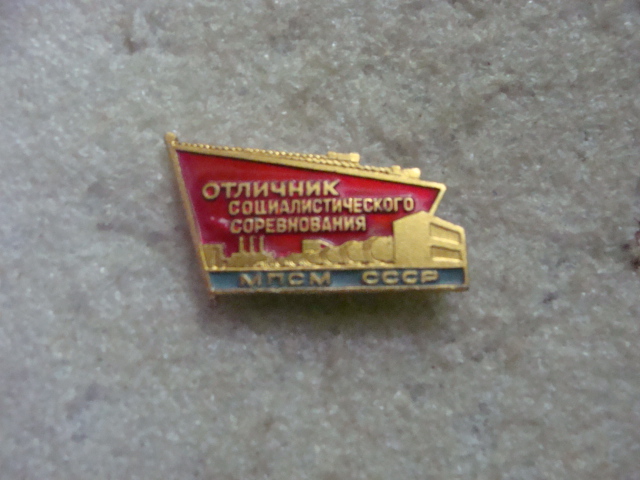 ОТЛИЧНИК
СОЦИАЛИСТИЧЕСКОГО
СОРЕВНОВАНИЯ
МПСМ СССР